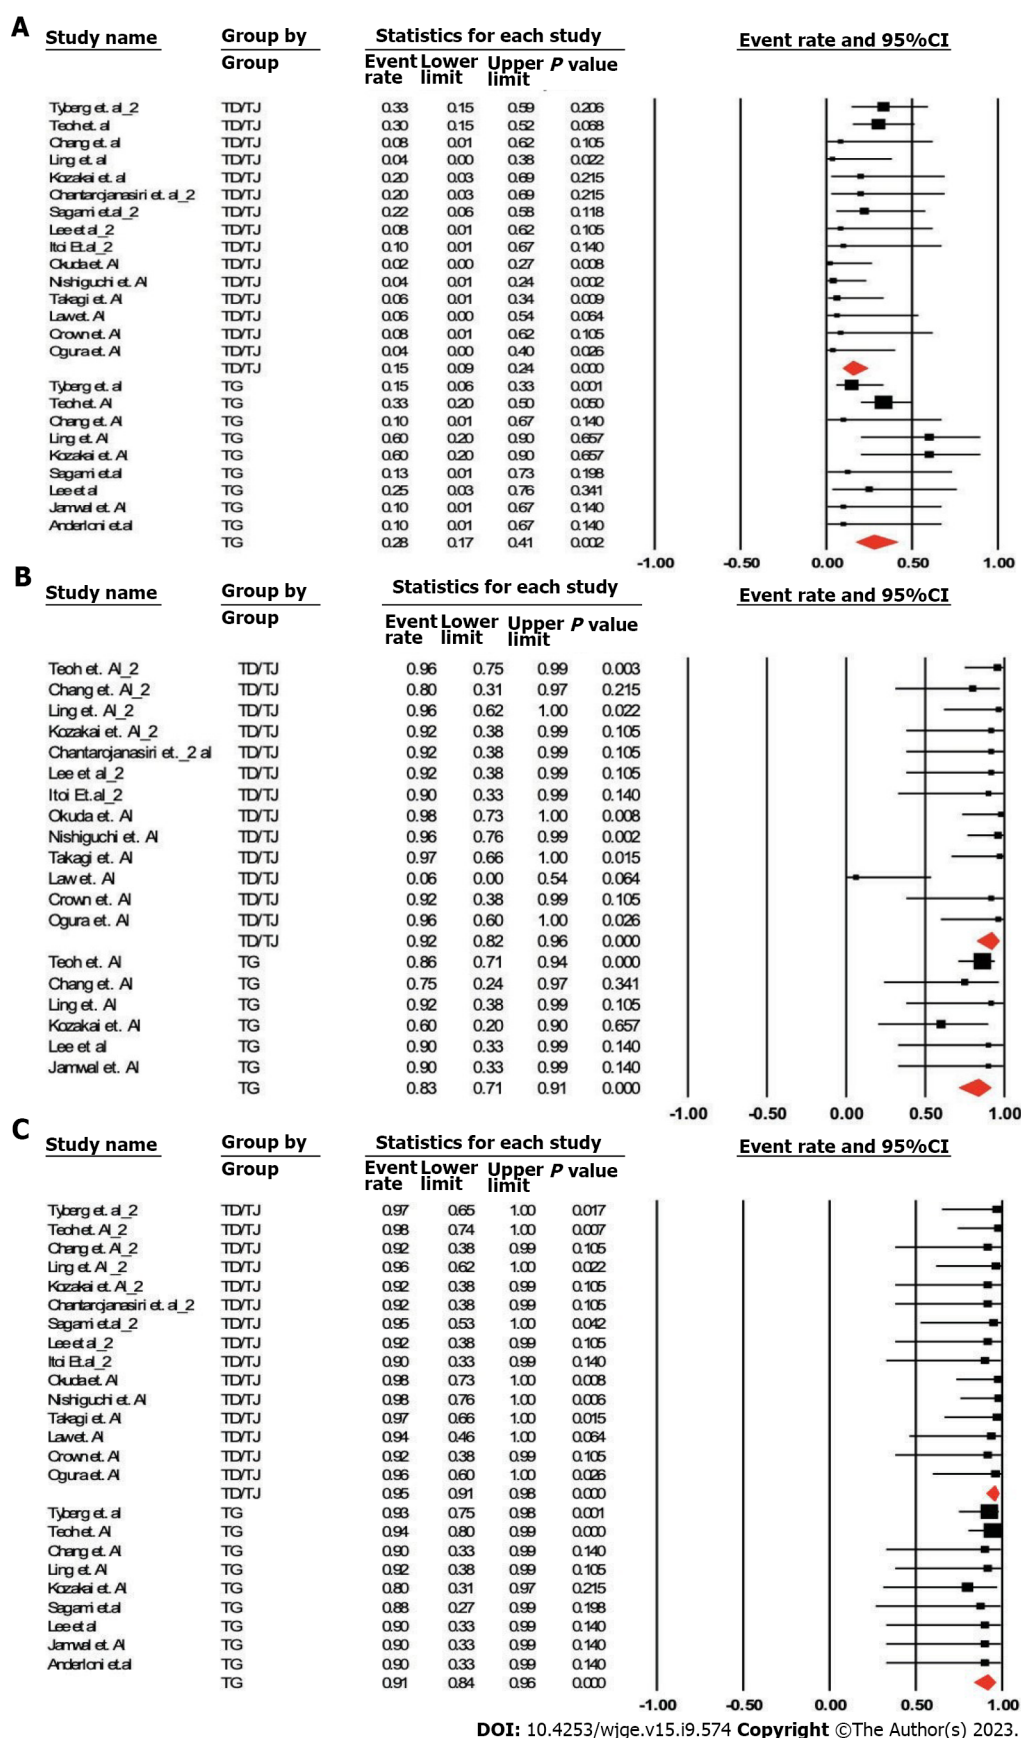 A
Study name Group by Statistics for each study Event rate and 95%CI
Group Event rate Lower limit Upper limit P value
Tyberg et. al_2 TD/TJ 0.33 0.15 0.59 0.206
Teoh et. al TD/TJ 0.30 0.15 0.52 0.068
Chang et. al TD/TJ 0.08 0.01 0.62 0.105
Ling et. al TD/TJ 0.04 0.00 0.38 0.022
Kozakai et. al TD/TJ 0.20 0.03 0.69 0.215
Chantarojanasiri et. al_2 TD/TJ 0.20 0.03 0.69 0.215
Sagami et.al_2 TD/TJ 0.22 0.06 0.58 0.118
Lee et al_2 TD/TJ 0.08 0.01 0.62 0.105
Itoi Et.al_2 TD/TJ 0.10 0.01 0.67 0.140
Okuda et. Al TD/TJ 0.02 0.00 0.27 0.008
Nishiguchi et. Al TD/TJ 0.04 0.01 0.24 0.002
Takagi et. Al TD/TJ 0.06 0.01 0.34 0.009
Law et. Al TD/TJ 0.06 0.00 0.54 0.064
Crown et. Al TD/TJ 0.08 0.01 0.62 0.105
Ogura et. Al TD/TJ 0.04 0.00 0.40 0.026
TD/TJ 0.15 0.09 0.24 0.000
Tyberg et. al TG 0.15 0.06 0.33 0.001
Teoh et. Al TG 0.33 0.20 0.50 0.050
Chang et. Al TG 0.10 0.01 0.67 0.140
Ling et. Al TG 0.60 0.20 0.90 0.657
Kozakai et. Al TG 0.60 0.20 0.90 0.657
Sagami et.al TG 0.13 0.01 0.73 0.198
Lee et al TG 0.25 0.03 0.76 0.341
Jamwal et. Al TG 0.10 0.01 0.67 0.140
Anderloni et.al TG 0.10 0.01 0.67 0.140
TG 0.28 0.17 0.41 0.002
-1.00 -0.50 0.00 0.50 1.00
B
Study name Group by Statistics for each study Event rate and 95%CI
Group Event rate Lower limit Upper limit P value
Teoh et. Al_2 TD/TJ 0.96 0.75 0.99 0.003
Chang et. Al_2 TD/TJ 0.80 0.31 0.97 0.215
Ling et. Al_2 TD/TJ 0.96 0.62 1.00 0.022
Kozakai et. Al_2 TD/TJ 0.92 0.38 0.99 0.105
Chantarojanasiri et._2 al TD/TJ 0.92 0.38 0.99 0.105
Lee et al_2 TD/TJ 0.92 0.38 0.99 0.105
Itoi Et.al_2 TD/TJ 0.90 0.33 0.99 0.140
Okuda et. Al TD/TJ 0.98 0.73 1.00 0.008
Nishiguchi et. Al TD/TJ 0.96 0.76 0.99 0.002
Takagi et. Al TD/TJ 0.97 0.66 1.00 0.015
Law et. Al TD/TJ 0.06 0.00 0.54 0.064
Crown et. Al TD/TJ 0.92 0.38 0.99 0.105
Ogura et. Al TD/TJ 0.96 0.60 1.00 0.026
TD/TJ 0.92 0.82 0.96 0.000
Teoh et. Al TG 0.86 0.71 0.94 0.000
Chang et. Al TG 0.75 0.24 0.97 0.341
Ling et. Al TG 0.92 0.38 0.99 0.105
Kozakai et. Al TG 0.60 0.20 0.90 0.657
Lee et al TG 0.90 0.33 0.99 0.140
Jamwal et. Al TG 0.90 0.33 0.99 0.140
TG 0.83 0.71 0.91 0.000
-1.00 -0.50 0.00 0.50 1.00
C
Study name Group by Statistics for each study Event rate and 95%CI
Group Event rate Lower limit Upper limit P value
Tyberg et. al_2 TD/TJ 0.97 0.65 1.00 0.017
Teoh et. Al_2 TD/TJ 0.98 0.74 1.00 0.007
Chang et. Al_2 TD/TJ 0.92 0.38 0.99 0.105
Ling et. Al_2 TD/TJ 0.96 0.62 1.00 0.022
Kozakai et. Al_2 TD/TJ 0.92 0.38 0.99 0.105
Chantarojanasiri et. al_2 TD/TJ 0.92 0.38 0.99 0.105
Sagami et.al_2 TD/TJ 0.95 0.53 1.00 0.042
Lee et al_2 TD/TJ 0.92 0.38 0.99 0.105
Itoi Et.al_2 TD/TJ 0.90 0.33 0.99 0.140
Okuda et. Al TD/TJ 0.98 0.73 1.00 0.008
Nishiguchi et. Al TD/TJ 0.98 0.76 1.00 0.006
Takagi et. Al TD/TJ 0.97 0.66 1.00 0.015
Law et. Al TD/TJ 0.94 0.46 1.00 0.064
Crown et. Al TD/TJ 0.92 0.38 0.99 0.105
Ogura et. Al TD/TJ 0.96 0.60 1.00 0.026
TD/TJ 0.95 0.91 0.98 0.000
Tyberg et. al TG 0.93 0.75 0.98 0.001
Teoh et. Al TG 0.94 0.80 0.99 0.000
Chang et. Al TG 0.90 0.33 0.99 0.140
Ling et. Al TG 0.92 0.38 0.99 0.105
Kozakai et. Al TG 0.80 0.31 0.97 0.215
Sagami et.al TG 0.88 0.27 0.99 0.198
Lee et al TG 0.90 0.33 0.99 0.140
Jamwal et. Al TG 0.90 0.33 0.99 0.140
Anderloni et.al TG 0.90 0.33 0.99 0.140
TG 0.91 0.84 0.96 0.000
-1.00 -0.50 0.00 0.50 1.00
DOI: 10.4253/wjge.v15.i9.574 Copyright ©The Author(s) 2023.